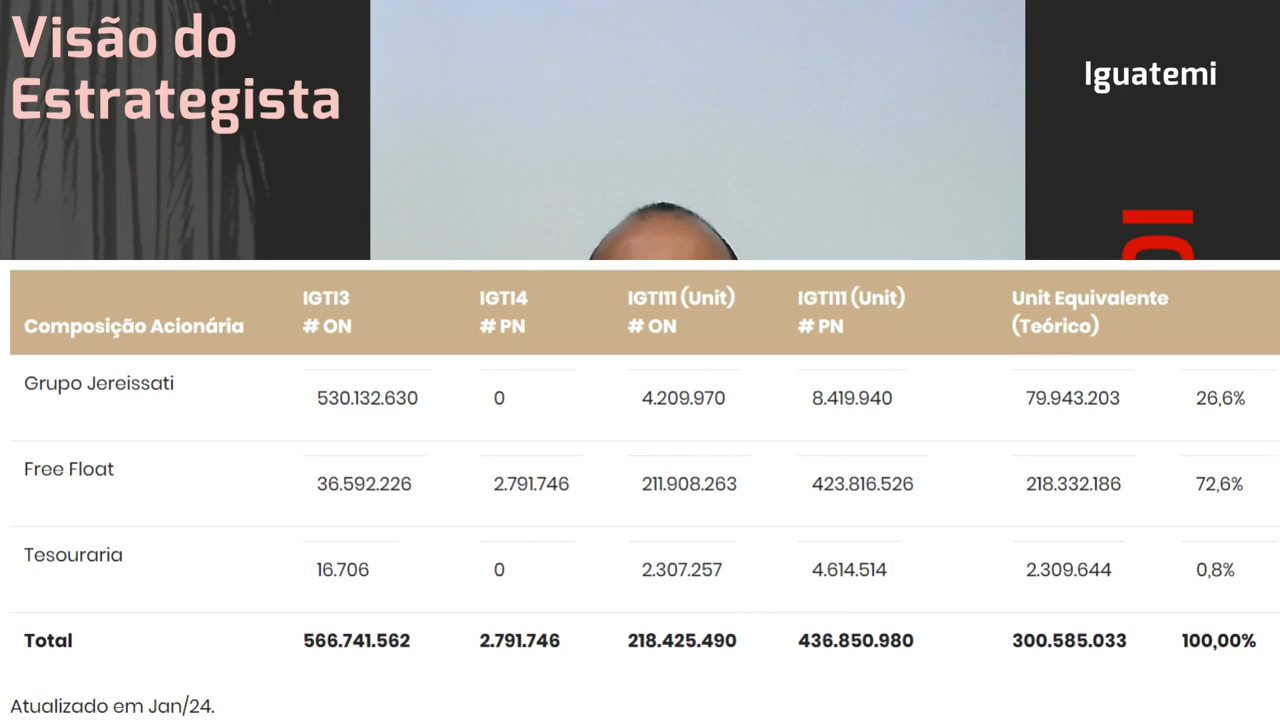 Visão do
Estrategista
Iguatemi
Composição Acionária IGTI3 # ON IGTI4 # PN IGTI11 (Unit) # ON IGTI11 (Unit) # PN Unit Equivalente (Teórico)
Grupo Jereissati 530.132.630 0 4.209.970 8.419.940 79.943.203 26,6%
Free Float 36.592.226 2.791.746 211.908.263 423.816.526 218.332.186 72,6%
Tesouraria 16.706 0 2.307.257 4.614.514 2.309.644 0,8%
Total 566.741.562 2.791.746 218.425.490 436.850.980 300.585.033 100,00%
Atualizado em Jan/24.